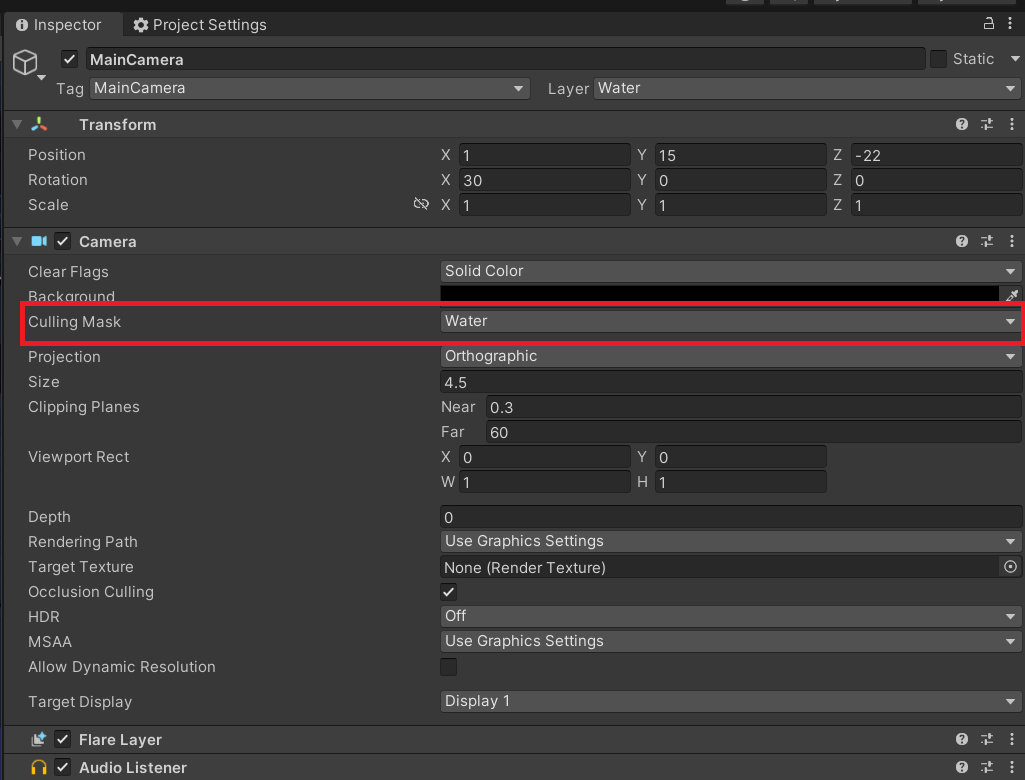 Inspector Project Settings
MainCamera Static
Tag MainCamera Layer Water
Transform
Position X 1 Y 15 Z -22
Rotation X 30 Y 0 Z 0
Scale X 1 Y 1 Z 1
Camera
Clear Flags Solid Color
Background
Culling Mask Water
Projection Orthographic
Size 4.5
Clipping Planes Near 0.3
Far 60
Viewport Rect X 0 Y 0
W 1 H 1
Depth 0
Rendering Path Use Graphics Settings
Target Texture None (Render Texture)
Occlusion Culling
HDR Off
MSAA Use Graphics Settings
Allow Dynamic Resolution
Target Display Display 1
Flare Layer
Audio Listener